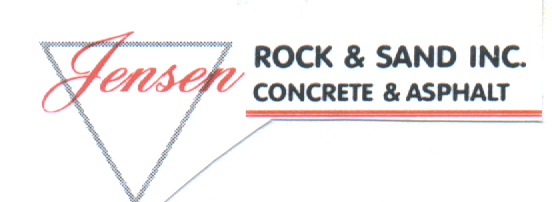 Jensen
ROCK & SAND INC.
CONCRETE & ASPHALT